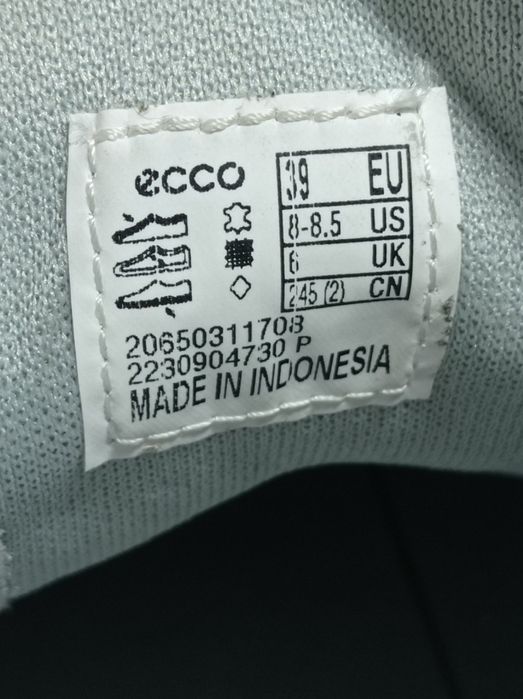 ecco
39 EU
8-8.5 US
6 UK
245 (2) CN
20650311708
2230904730 P
MADE IN INDONESIA